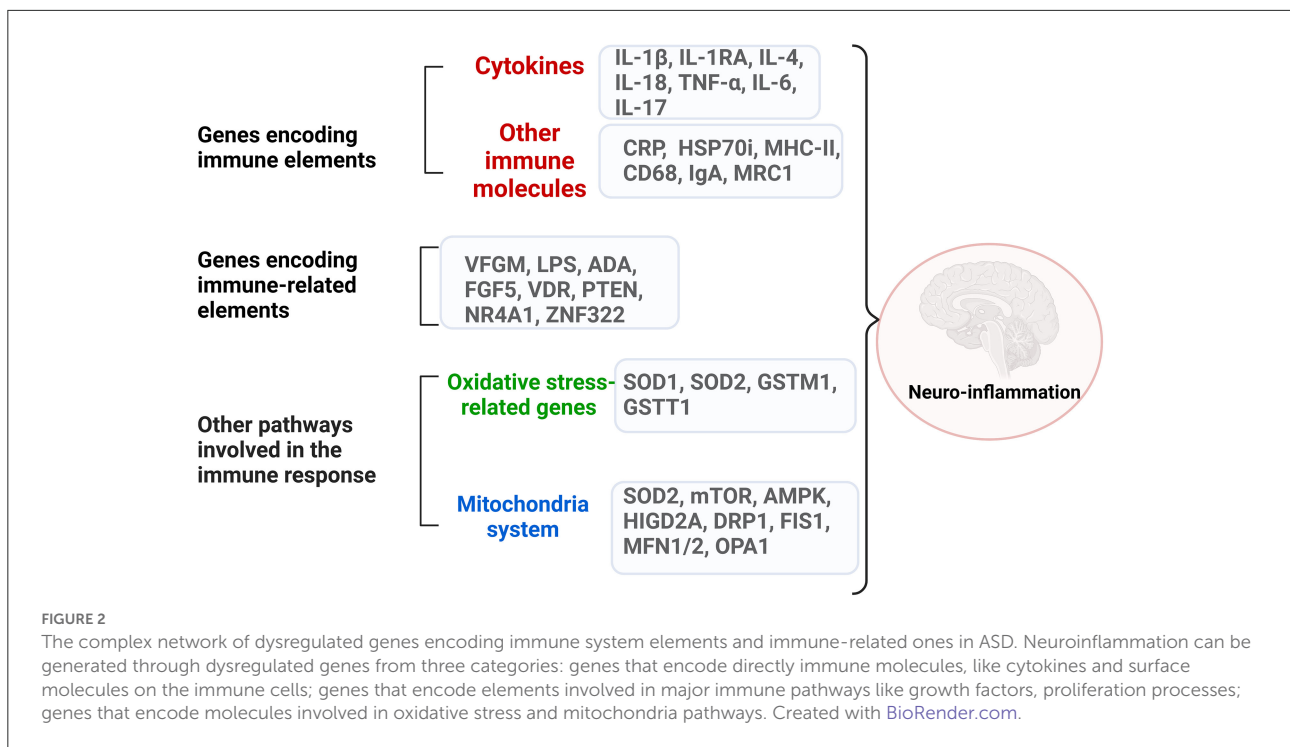 Genes encoding
immune elements
Cytokines
IL-1β, IL-1RA, IL-4,
IL-18, TNF-α, IL-6,
IL-17
Other
immune
molecules
CRP, HSP70i, MHC-II,
CD68, IgA, MRC1
Genes encoding
immune-related
elements
VFGM, LPS, ADA,
FGF5, VDR, PTEN,
NR4A1, ZNF322
Other pathways
involved in the
immune response
Oxidative stress-
related genes
SOD1, SOD2, GSTM1,
GSTT1
Mitochondria
system
SOD2, mTOR, AMPK,
HIGD2A, DRP1, FIS1,
MFN1/2, OPA1
Neuro-inflammation
FIGURE 2
The complex network of dysregulated genes encoding immune system elements and immune-related ones in ASD. Neuroinflammation can be
generated through dysregulated genes from three categories: genes that encode directly immune molecules, like cytokines and surface
molecules on the immune cells; genes that encode elements involved in major immune pathways like growth factors, proliferation processes;
genes that encode molecules involved in oxidative stress and mitochondria pathways. Created with BioRender.com.